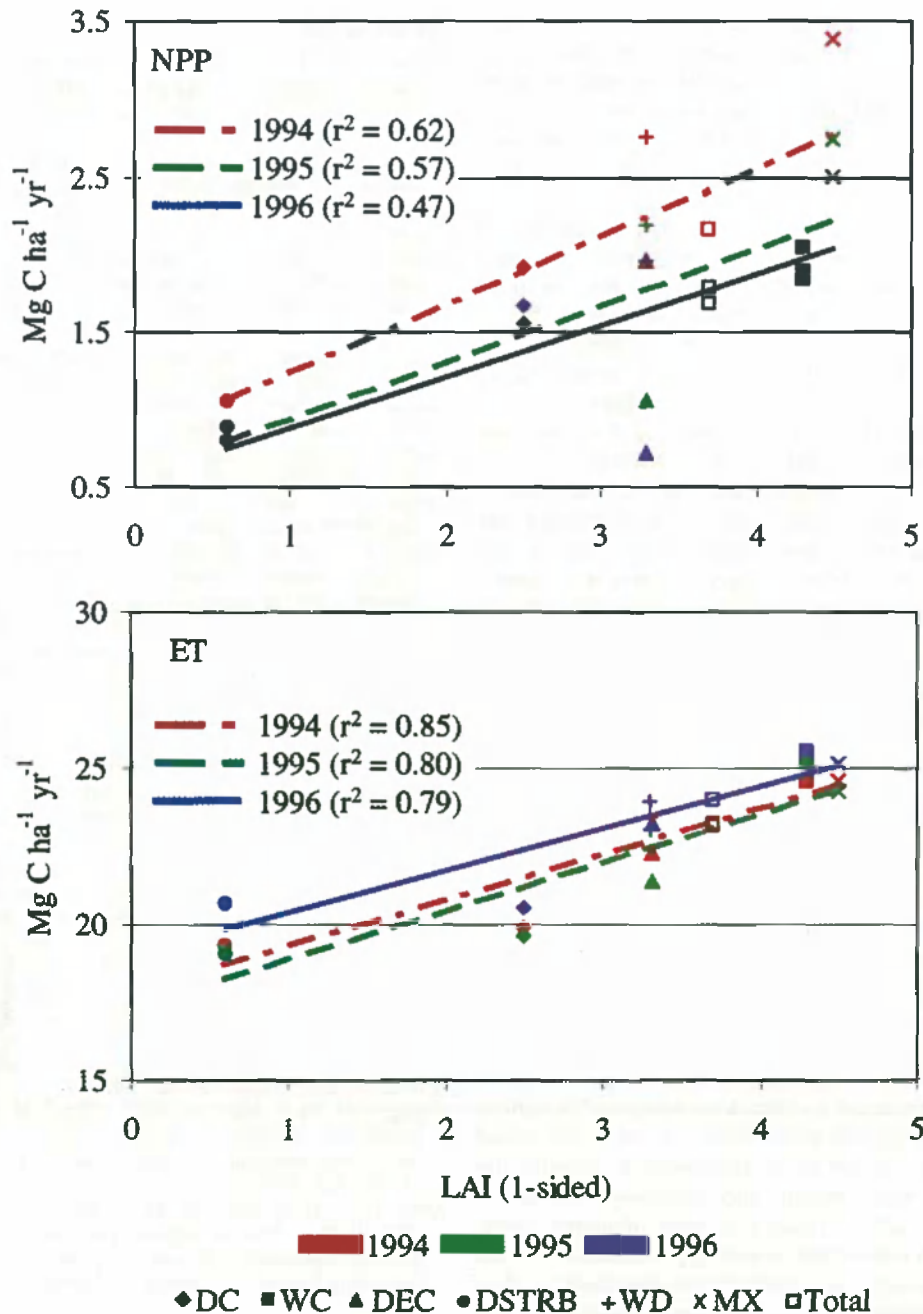 3.5
NPP
1994 (r² = 0.62)
1995 (r² = 0.57)
1996 (r² = 0.47)
2.5
1.5
0.5
Mg C ha⁻¹ yr⁻¹
0 1 2 3 4 5
30
ET
1994 (r² = 0.85)
1995 (r² = 0.80)
1996 (r² = 0.79)
25
20
15
Mg C ha⁻¹ yr⁻¹
0 1 2 3 4 5
LAI (1-sided)
1994 1995 1996
DC WC DEC DSTRB WD MX Total